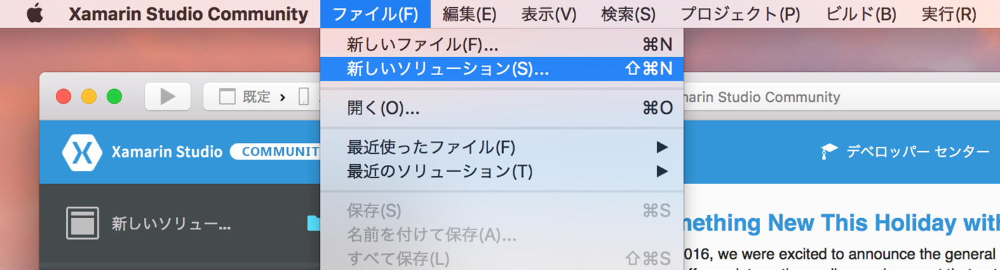 Xamarin Studio Community ファイル(F) 編集(E) 表示(V) 検索(S) プロジェクト(P) ビルド(B) 実行(R)
新しいファイル(F)... ⌘N
新しいソリューション(S)... ⇧⌘N
既定 › Studio Community
開く(O)... ⌘O
最近使ったファイル(F) ▶
最近のソリューション(T) ▶
X Xamarin Studio デベロッパー センター
保存(S) ⌘S
名前を付けて保存(A)...
すべて保存(L) ⇧⌘S
新しいソリュー...
New This Holiday
we were excited to announce the general